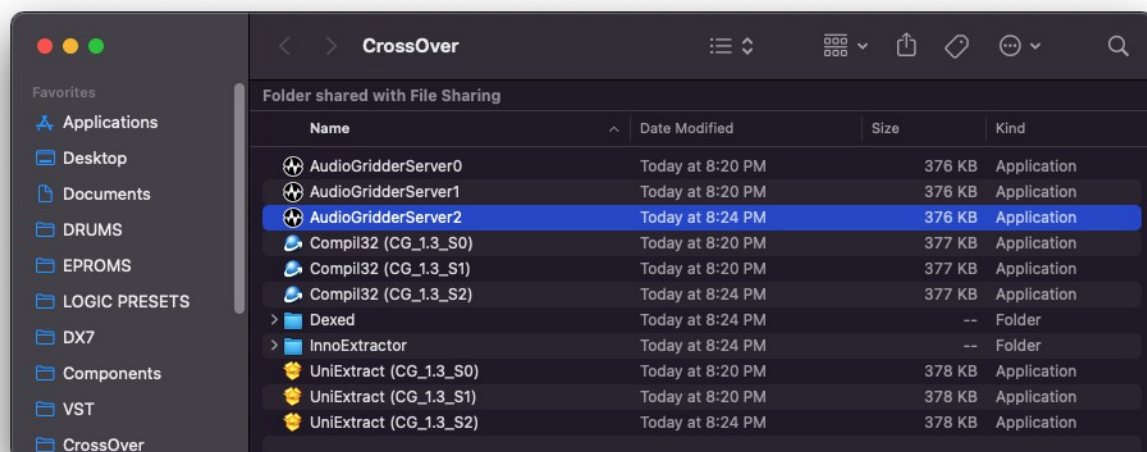 CrossOver
Favorites
Applications
Desktop
Documents
DRUMS
EPROMS
LOGIC PRESETS
DX7
Components
VST
CrossOver
Folder shared with File Sharing
Name Date Modified Size Kind
AudioGridderServer0 Today at 8:20 PM 376 KB Application
AudioGridderServer1 Today at 8:20 PM 376 KB Application
AudioGridderServer2 Today at 8:24 PM 376 KB Application
Compil32 (CG_1.3_S0) Today at 8:20 PM 377 KB Application
Compil32 (CG_1.3_S1) Today at 8:20 PM 377 KB Application
Compil32 (CG_1.3_S2) Today at 8:24 PM 377 KB Application
Dexed Today at 8:24 PM -- Folder
InnoExtractor Today at 8:24 PM -- Folder
UniExtract (CG_1.3_S0) Today at 8:20 PM 378 KB Application
UniExtract (CG_1.3_S1) Today at 8:20 PM 378 KB Application
UniExtract (CG_1.3_S2) Today at 8:24 PM 378 KB Application